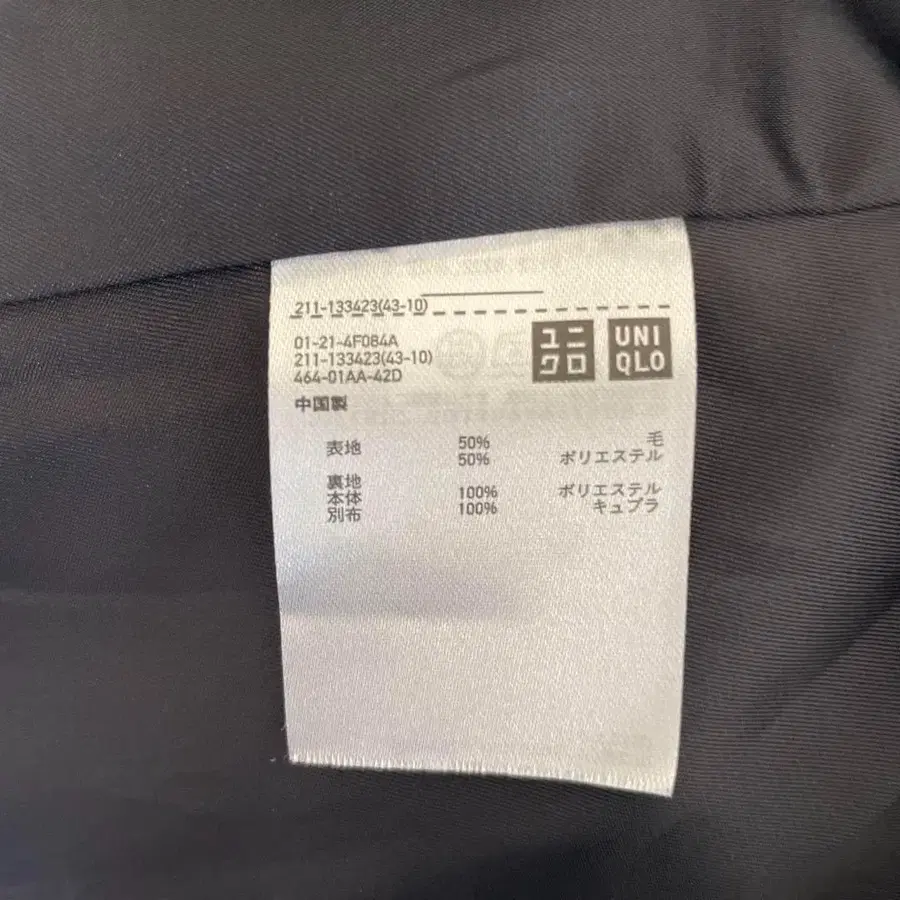 211-133423(43-10)
01-21-4F084A
211-133423(43-10)
464-01AA-42D
ユニ
クロ
UNI
QLO
中国製
表地 50% 毛
50% ポリエステル
裏地
本体 100% ポリエステル
別布 100% キュプラ